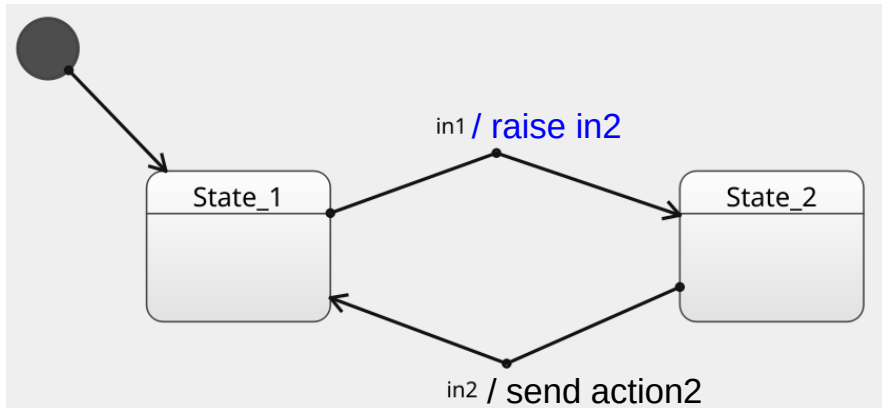 in1 / raise in2
State_1
State_2
in2 / send action2